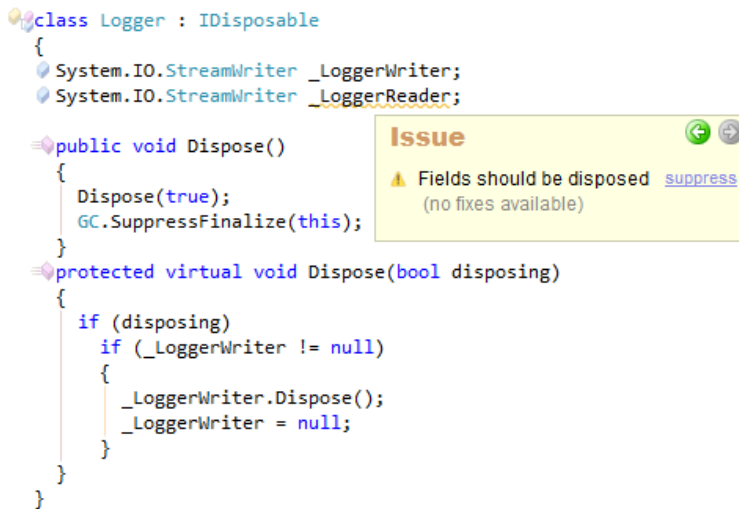 class Logger : IDisposable
{
System.IO.StreamWriter _LoggerWriter;
System.IO.StreamWriter _LoggerReader;
public void Dispose()
{
Dispose(true);
GC.SuppressFinalize(this);
}
Issue
Fields should be disposed suppress
(no fixes available)
protected virtual void Dispose(bool disposing)
{
if (disposing)
if (_LoggerWriter != null)
{
_LoggerWriter.Dispose();
_LoggerWriter = null;
}
}
}